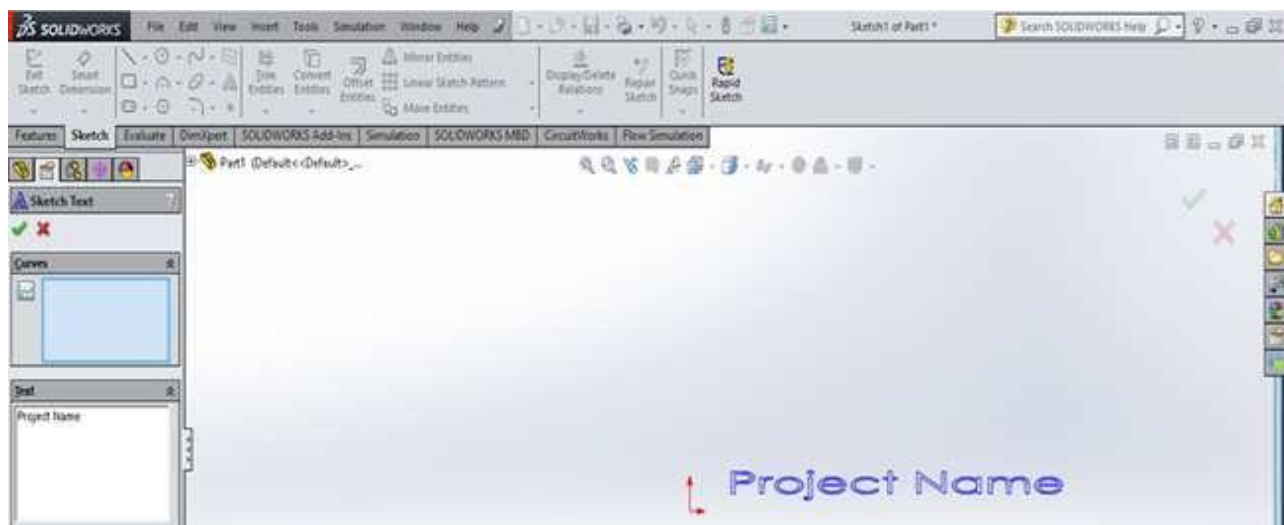 SOLIDWORKS File Edit View Insert Tools Simulation Window Help Sketch1 of Part1 * Search SOLIDWORKS Help
Exit Sketch Smart Dimension Trim Entities Convert Entities Offset Entities Mirror Entities Linear Sketch Pattern Move Entities Display/Delete Relations Repair Sketch Quick Snaps Rapid Sketch
Features Sketch Evaluate DimXpert SOLIDWORKS Add-Ins Simulation SOLIDWORKS MBD CircuitWorks Flow Simulation
Part1 (Default<<Default>_...
Sketch Text ?
Curves
Text
Project Name
Project Name